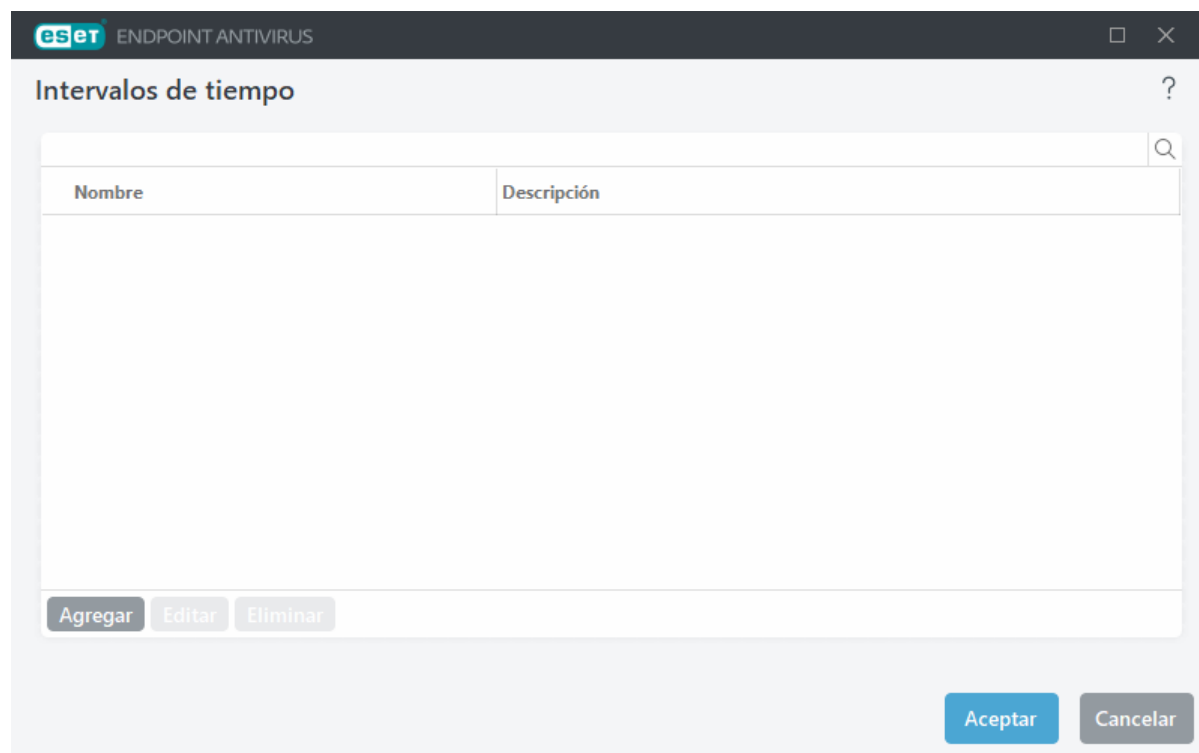 eset ENDPOINT ANTIVIRUS
Intervalos de tiempo
?
Nombre Descripción
Agregar Editar Eliminar
Aceptar Cancelar